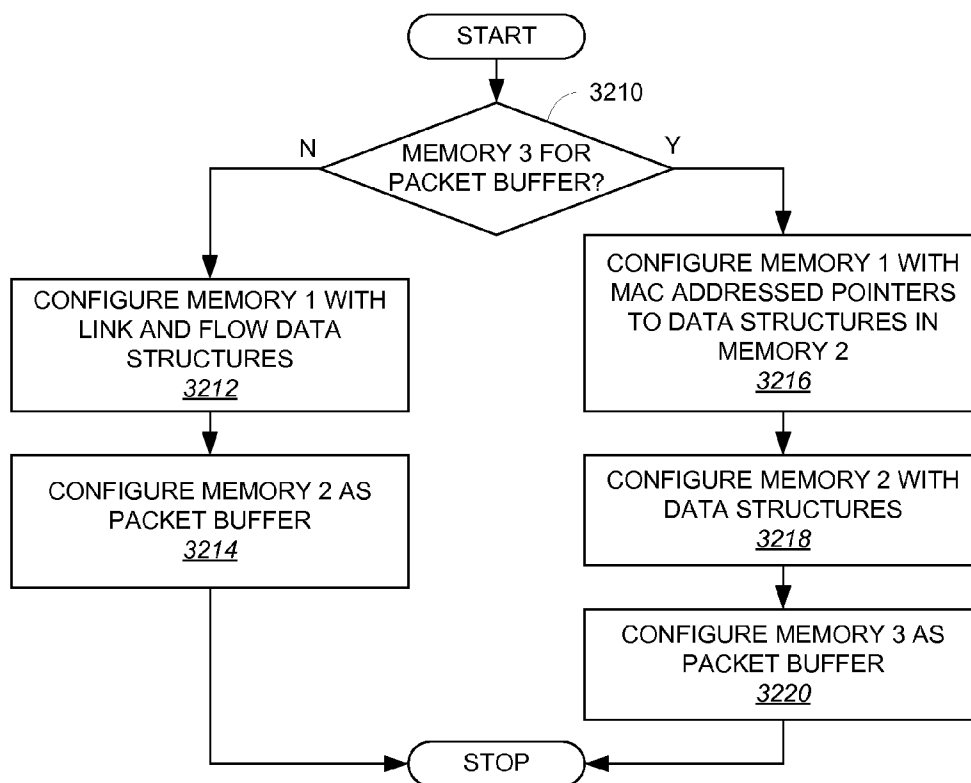 START
3210
MEMORY 3 FOR
PACKET BUFFER?
N
Y
CONFIGURE MEMORY 1 WITH
LINK AND FLOW DATA
STRUCTURES
3212
CONFIGURE MEMORY 2 AS
PACKET BUFFER
3214
CONFIGURE MEMORY 1 WITH
MAC ADDRESSED POINTERS
TO DATA STRUCTURES IN
MEMORY 2
3216
CONFIGURE MEMORY 2 WITH
DATA STRUCTURES
3218
CONFIGURE MEMORY 3 AS
PACKET BUFFER
3220
STOP